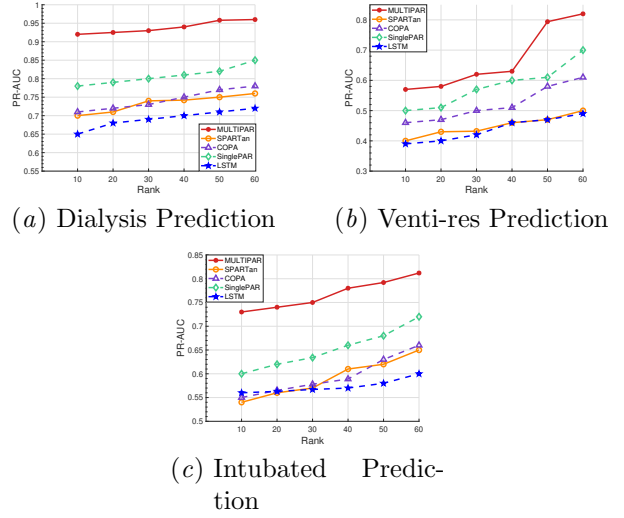 1
0.95
0.9
0.85
0.8
0.75
0.7
0.65
0.6
0.55
PR-AUC
10 20 30 40 50 60
Rank
MULTIPAR
SPARTan
COPA
SinglePAR
LSTM
(a) Dialysis Prediction
0.8
0.7
0.6
0.5
0.4
0.3
PR-AUC
10 20 30 40 50 60
Rank
MULTIPAR
SPARTan
COPA
SinglePAR
LSTM
(b) Venti-res Prediction
0.85
0.8
0.75
0.7
0.65
0.6
0.55
0.5
PR-AUC
10 20 30 40 50 60
Rank
MULTIPAR
SPARTan
COPA
SinglePAR
LSTM
(c) Intubated Predic-
tion